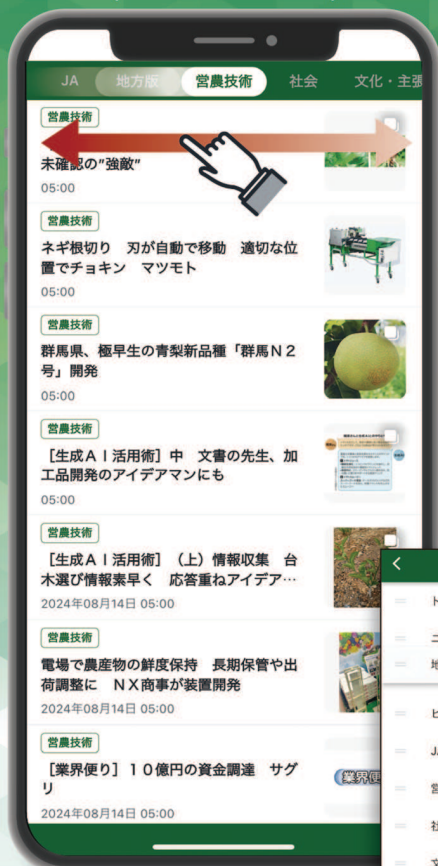 JA 地方版 営農技術 社会 文化・主張
営農技術
未確認の"強敵"
05:00
営農技術
ネギ根切り 刃が自動で移動 適切な位
置でチョキン マツモト
05:00
営農技術
群馬県、極早生の青梨新品種「群馬N2
号」開発
05:00
営農技術
[生成AI活用術]中 文書の先生、加
工品開発のアイデアマンにも
05:00
営農技術
[生成AI活用術](上)情報収集 台
木選び情報素早く 応答重ねアイデア…
2024年08月14日 05:00
営農技術
電場で農産物の鮮度保持 長期保管や出
荷調整に NX商事が装置開発
2024年08月14日 05:00
営農技術
[業界便り]10億円の資金調達 サグ
リ
2024年08月14日 05:00
業界便